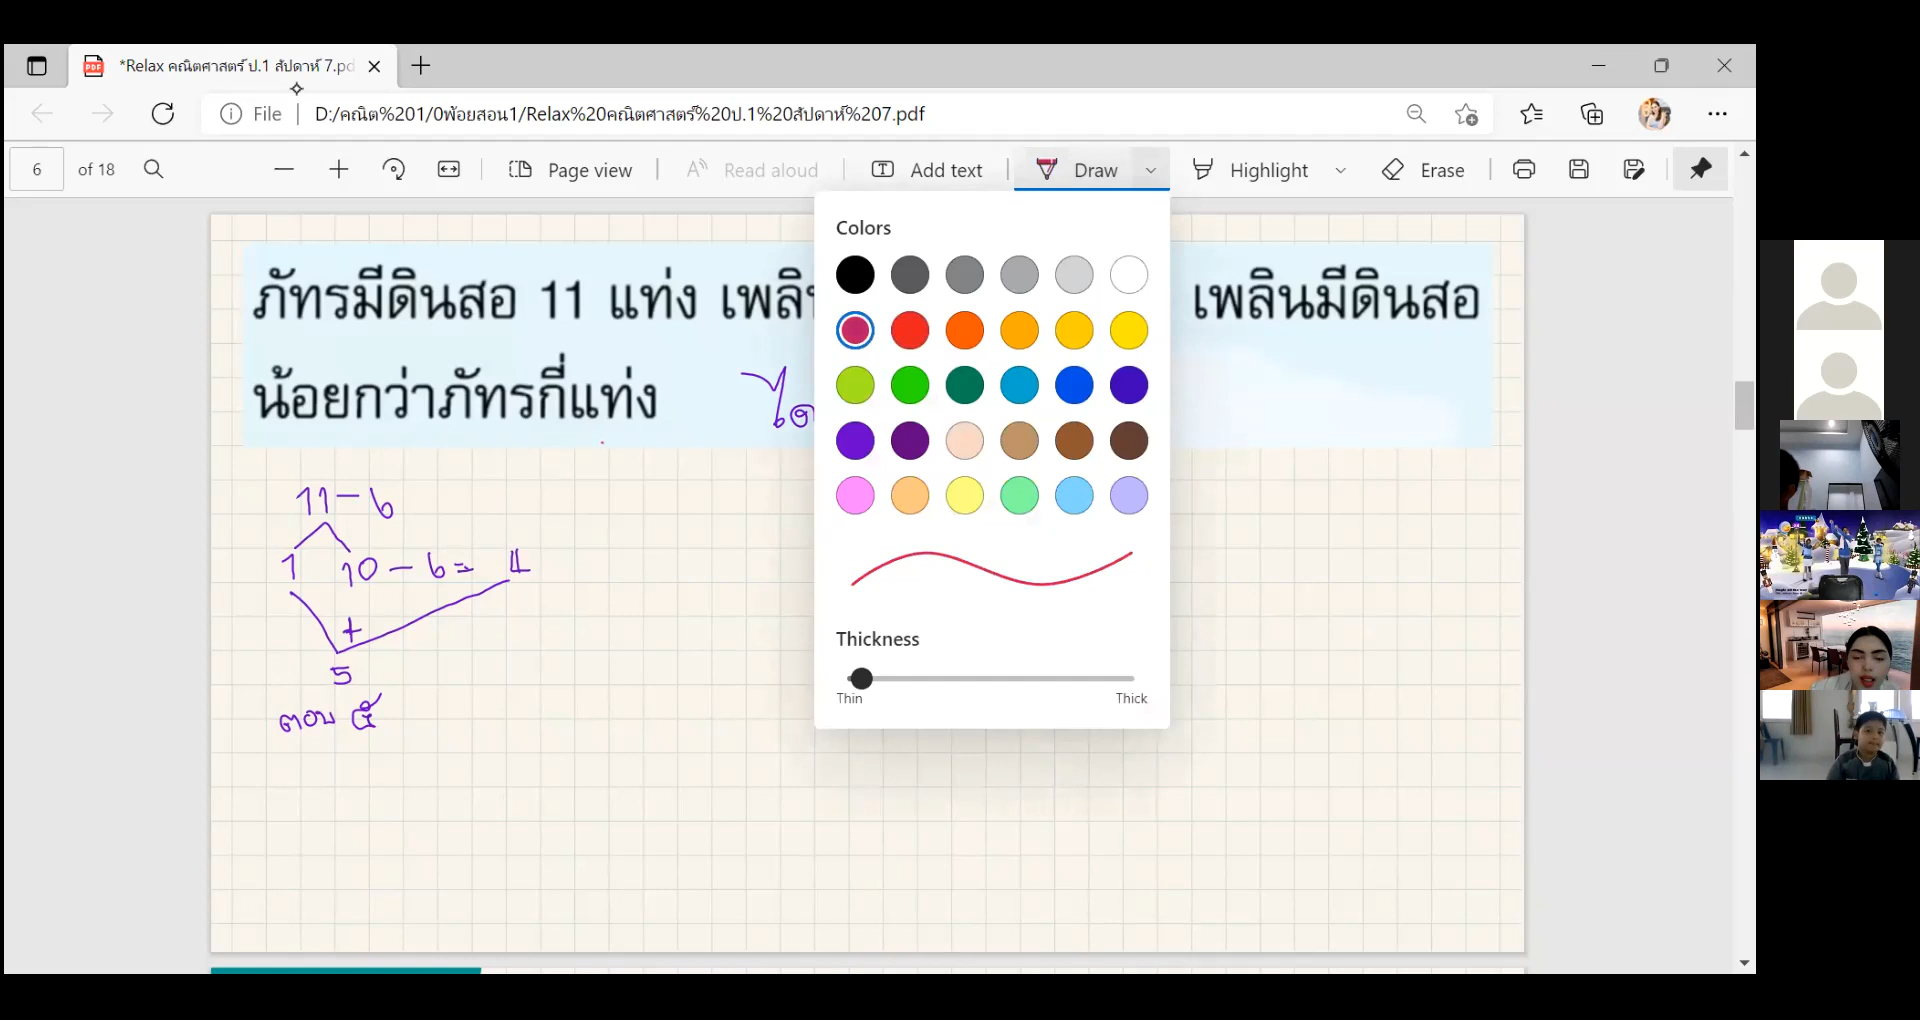 *Relax คณิตศาสตร์ ป.1 สัปดาห์ 7.pd
File
D:/คณิต%201/0พ้อยสอน1/Relax%20คณิตศาสตร์%20ป.1%20สัปดาห์%207.pdf
6 of 18
Page view
Read aloud
Add text
Draw
Highlight
Erase
Colors
Thickness
Thin
Thick
ภัทรมีดินสอ 11 แท่ง เพลิน
เพลินมีดินสอ
น้อยกว่าภัทรกี่แท่ง
11 - 6
1 10 - 6 = 4
+
5
ตอบ ๕